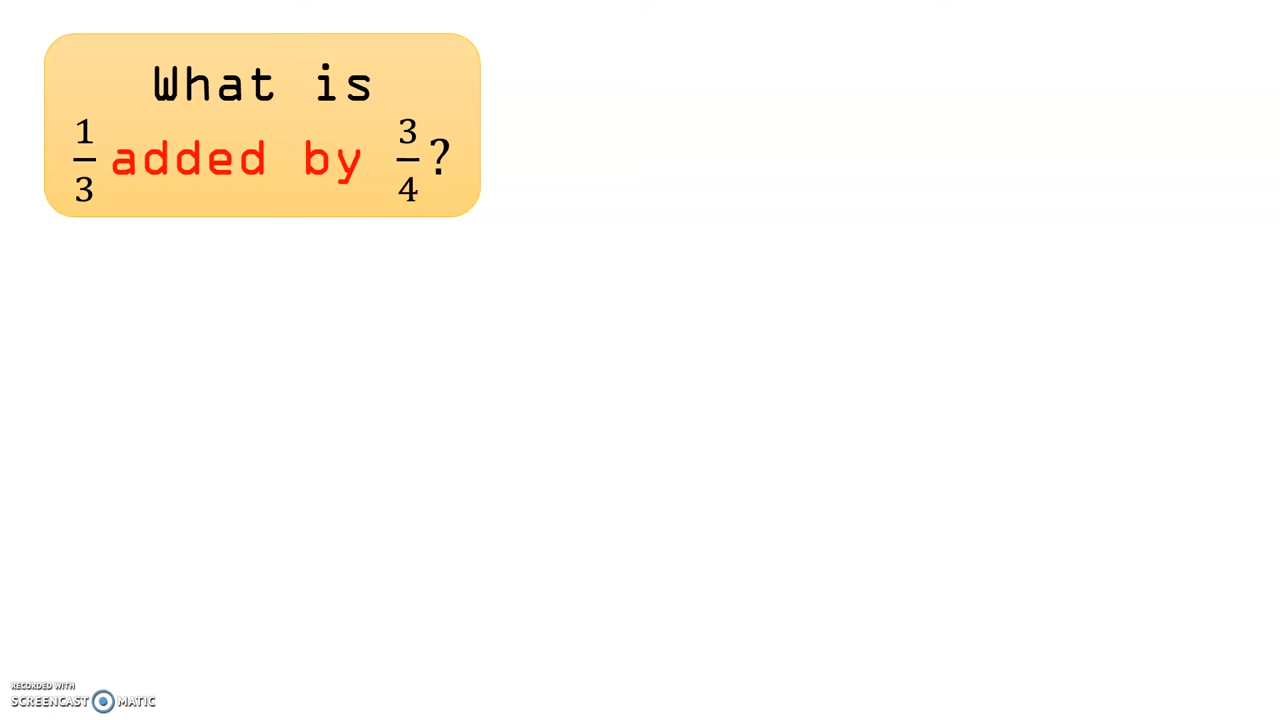 What is
1/3 added by 3/4?
RECORDED WITH
SCREENCAST MATIC